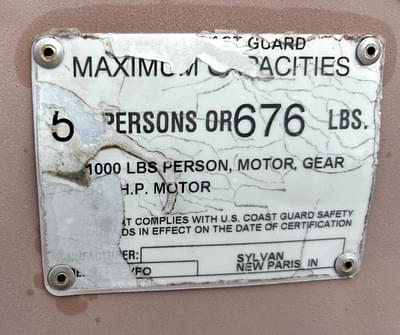 GUARD
MAXIMUM CAPACITIES
5 PERSONS OR 676 LBS.
1000 LBS PERSON, MOTOR, GEAR
H.P. MOTOR
COMPLIES WITH U.S. COAST GUARD SAFETY
IN EFFECT ON THE DATE OF CERTIFICATION
SYLVAN
NEW PARIS IN